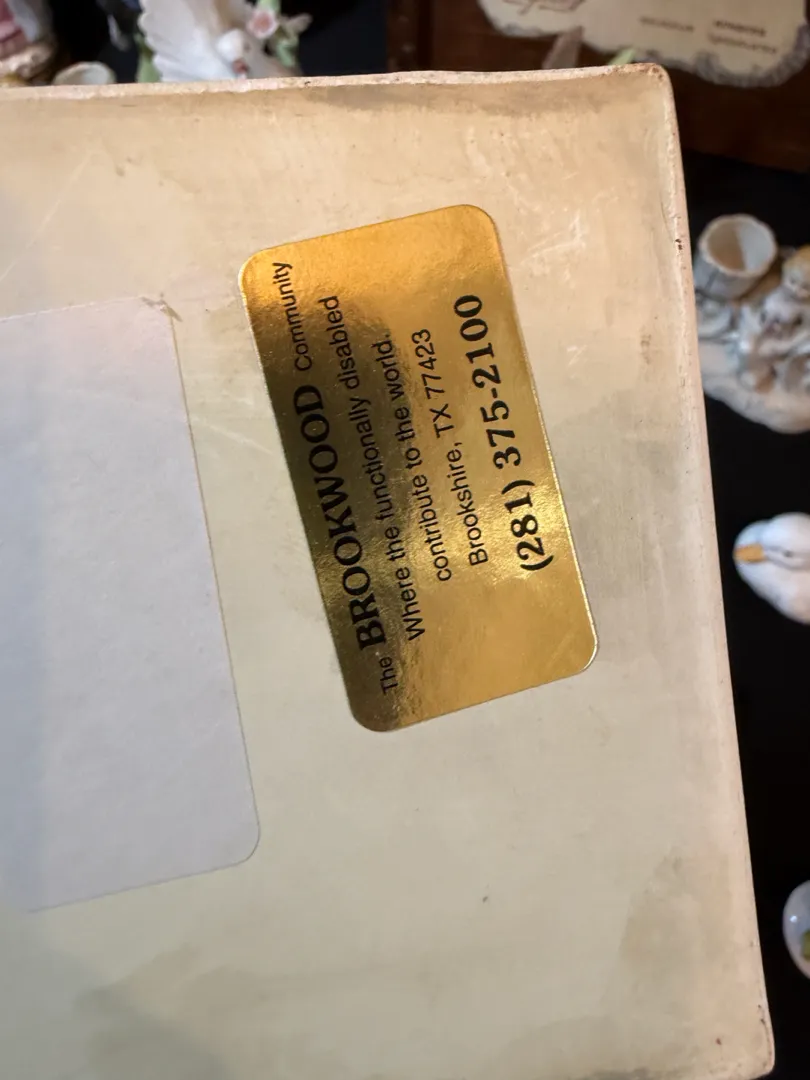 The BROOKWOOD Community
Where the functionally disabled
contribute to the world.
Brookshire, TX 77423
(281) 375-2100